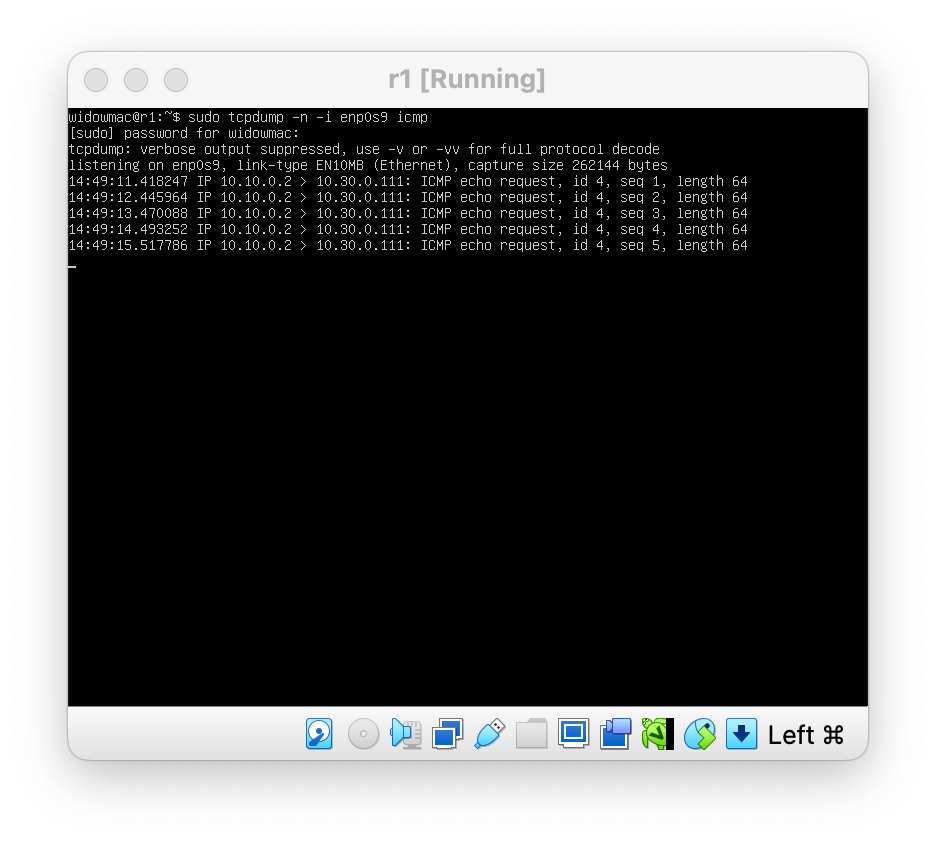 r1 [Running]
widowmac@r1:~$ sudo tcpdump -n -i enp0s9 icmp
[sudo] password for widowmac:
tcpdump: verbose output suppressed, use -v or -vv for full protocol decode
listening on enp0s9, link-type EN10MB (Ethernet), capture size 262144 bytes
14:49:11.418247 IP 10.10.0.2 > 10.30.0.111: ICMP echo request, id 4, seq 1, length 64
14:49:12.445964 IP 10.10.0.2 > 10.30.0.111: ICMP echo request, id 4, seq 2, length 64
14:49:13.470088 IP 10.10.0.2 > 10.30.0.111: ICMP echo request, id 4, seq 3, length 64
14:49:14.493252 IP 10.10.0.2 > 10.30.0.111: ICMP echo request, id 4, seq 4, length 64
14:49:15.517786 IP 10.10.0.2 > 10.30.0.111: ICMP echo request, id 4, seq 5, length 64
Left ⌘